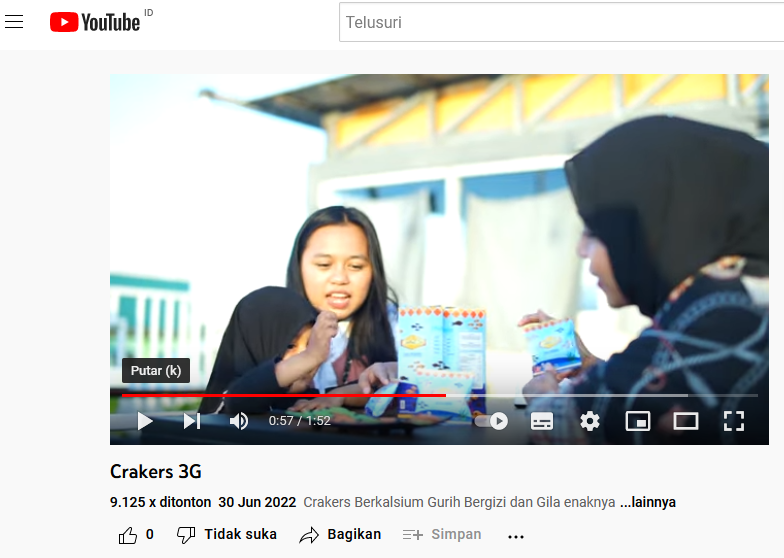 YouTube ID
Telusuri
Putar (k)
0:57 / 1:52
Crakers 3G
9.125 x ditonton 30 Jun 2022 Crakers Berkalsium Gurih Bergizi dan Gila enaknya ...lainnya
0 Tidak suka Bagikan Simpan